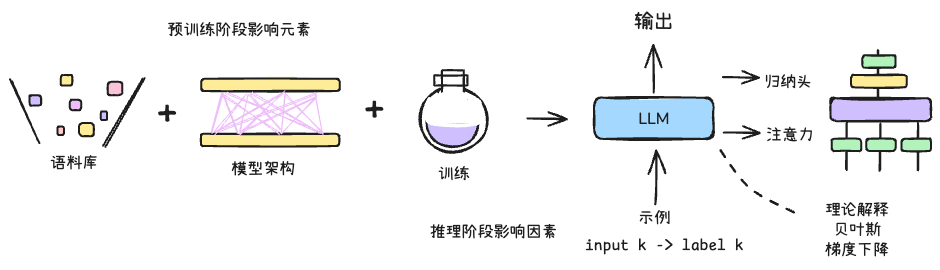 预训练阶段影响元素
语料库
模型架构
训练
输出
LLM
归纳头
注意力
推理阶段影响因素
示例
input k -> label k
理论解释
贝叶斯
梯度下降